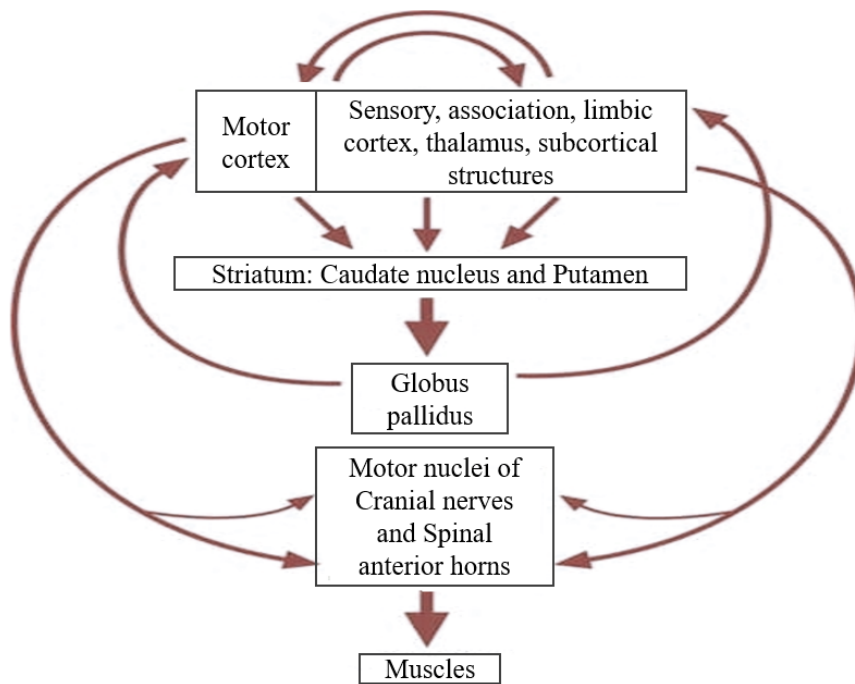 Motor
cortex
Sensory, association, limbic
cortex, thalamus, subcortical
structures
Striatum: Caudate nucleus and Putamen
Globus
pallidus
Motor nuclei of
Cranial nerves
and Spinal
anterior horns
Muscles